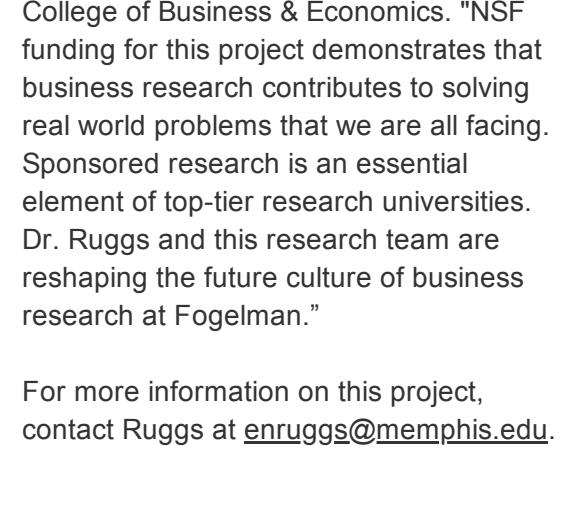 College of Business & Economics. "NSF
funding for this project demonstrates that
business research contributes to solving
real world problems that we are all facing.
Sponsored research is an essential
element of top-tier research universities.
Dr. Ruggs and this research team are
reshaping the future culture of business
research at Fogelman.”
For more information on this project,
contact Ruggs at enruggs@memphis.edu.